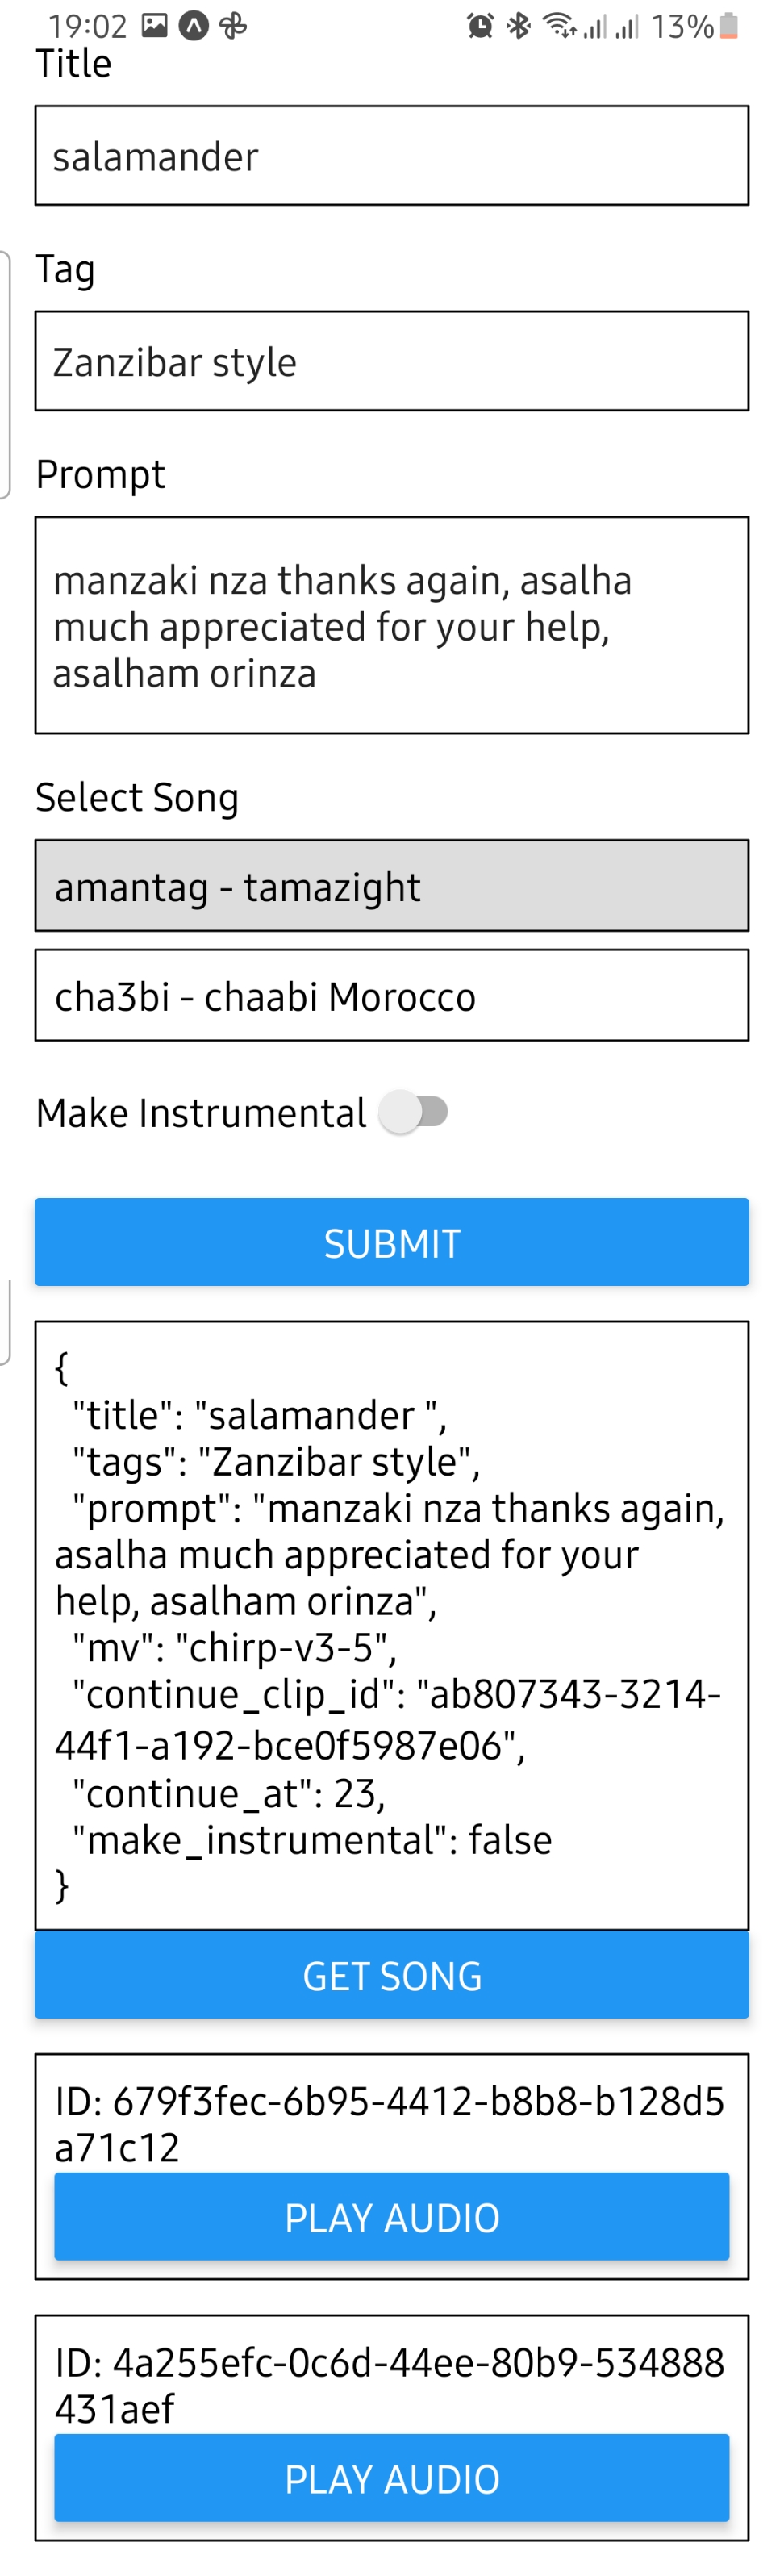 19:02 13%
Title
salamander
Tag
Zanzibar style
Prompt
manzaki nza thanks again, asalha
much appreciated for your help,
asalham orinza
Select Song
amantag - tamazight
cha3bi - chaabi Morocco
Make Instrumental
SUBMIT
{
"title": "salamander ",
"tags": "Zanzibar style",
"prompt": "manzaki nza thanks again,
asalha much appreciated for your
help, asalham orinza",
"mv": "chirp-v3-5",
"continue_clip_id": "ab807343-3214-
44f1-a192-bce0f5987e06",
"continue_at": 23,
"make_instrumental": false
}
GET SONG
ID: 679f3fec-6b95-4412-b8b8-b128d5
a71c12
PLAY AUDIO
ID: 4a255efc-0c6d-44ee-80b9-534888
431aef
PLAY AUDIO